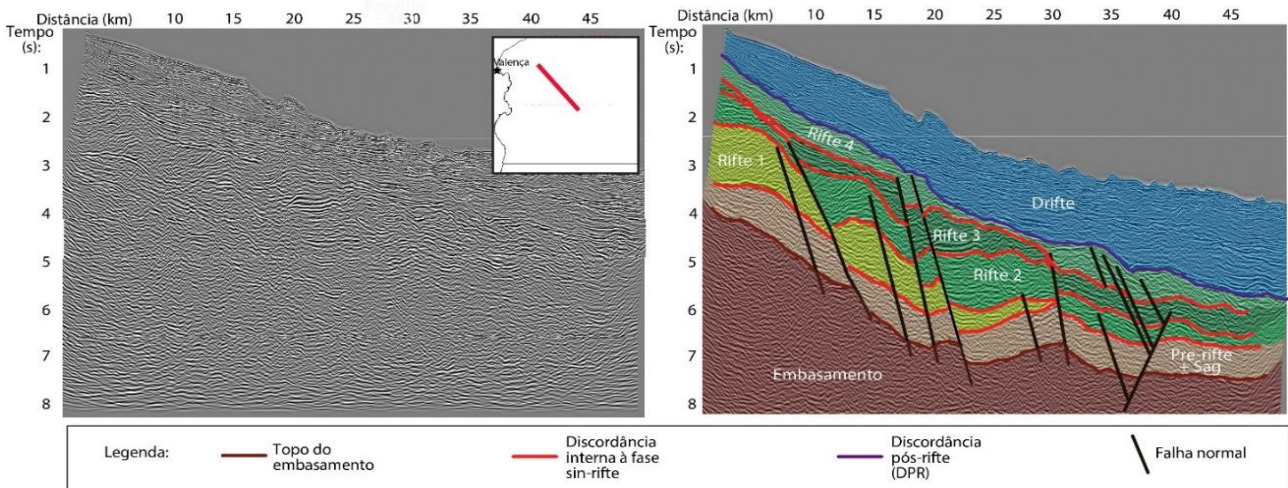 Distância (km) 10 15 20 25 30 35 40 45
Tempo
(s):
1
2
3
4
5
6
7
8
Valença
Distância (km) 10 15 20 25 30 35 40 45
Tempo
(s):
1
2
3
4
5
6
7
8
Rifte 4
Rifte 1
Drifte
Rifte 3
Rifte 2
Pre-rifte
+ Sag
Embasamento
Legenda:
Topo do
embasamento
Discordância
interna à fase
sin-rifte
Discordância
pós-rifte
(DPR)
Falha normal